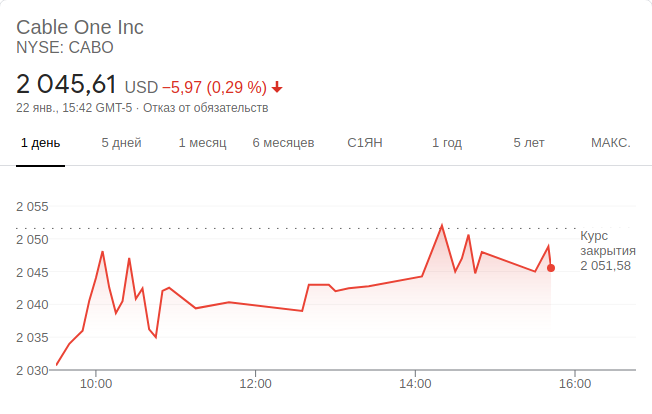 Cable One Inc
NYSE: CABO
2 045,61 USD −5,97 (0,29 %)
22 янв., 15:42 GMT-5 · Отказ от обязательств
1 день 5 дней 1 месяц 6 месяцев С1ЯН 1 год 5 лет МАКС.
2 055
2 050
Курс
закрытия
2 051,58
2 045
2 040
2 035
2 030
10:00 12:00 14:00 16:00